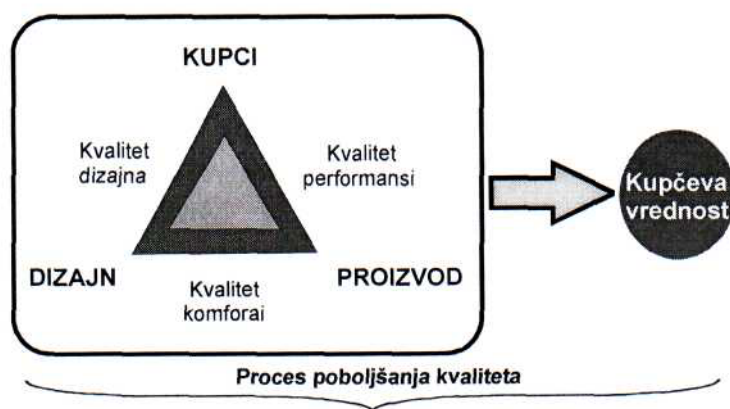 KUPCI
Kvalitet
dizajna
Kvalitet
performansi
Kupčeva
vrednost
DIZAJN
PROIZVOD
Kvalitet
komforai
Proces poboljšanja kvaliteta